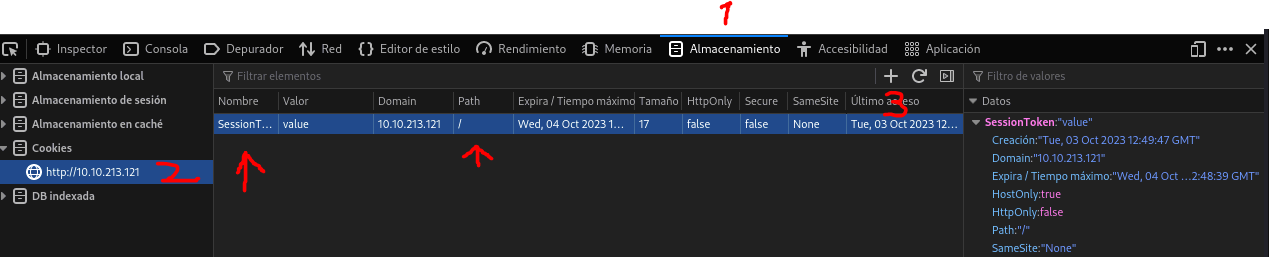 1
Inspector Consola Depurador Red {} Editor de estilo Rendimiento Memoria Almacenamiento Accesibilidad Aplicación
Almacenamiento local
Almacenamiento de sesión
Almacenamiento en caché
Cookies
http://10.10.213.121 2
DB indexada
Filtrar elementos
3
Nombre Valor Domain Path Expira / Tiempo máximo Tamaño HttpOnly Secure SameSite Último acceso
SessionT... value 10.10.213.121 / Wed, 04 Oct 2023 1... 17 false false None Tue, 03 Oct 2023 12...
Filtro de valores
Datos
SessionToken:"value"
Creación:"Tue, 03 Oct 2023 12:49:47 GMT"
Domain:"10.10.213.121"
Expira / Tiempo máximo:"Wed, 04 Oct ...2:48:39 GMT"
HostOnly:true
HttpOnly:false
Path:"/"
SameSite:"None"